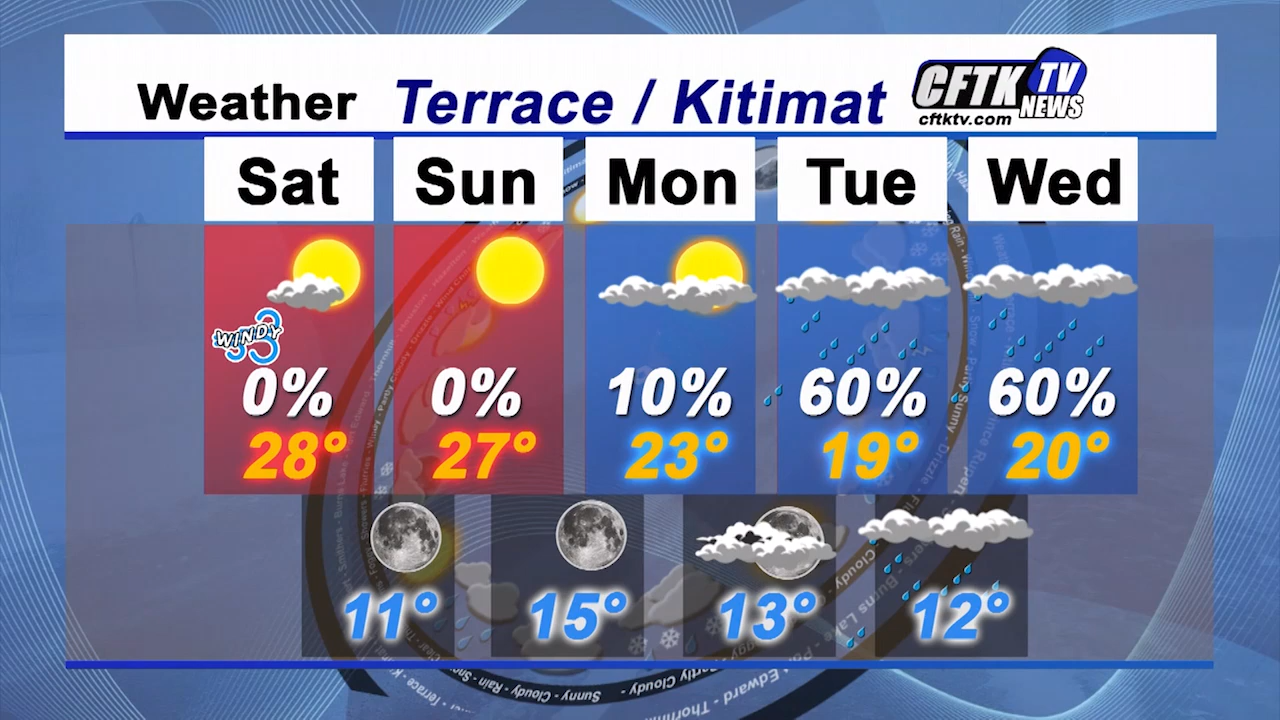 Weather Terrace / Kitimat CFTK TV NEWS
cftktv.com
Sat Sun Mon Tue Wed
WINDY
0% 0% 10% 60% 60%
28° 27° 23° 19° 20°
11° 15° 13° 12°